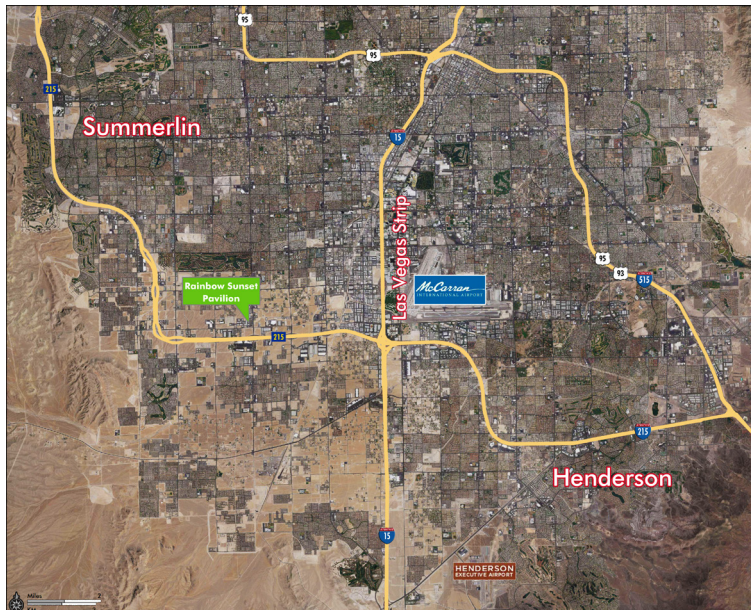 95
95
215
Summerlin
15
Las Vegas Strip
95
93
515
Rainbow Sunset
Pavilion
McCarran
INTERNATIONAL AIRPORT
215
215
Henderson
15
HENDERSON
EXECUTIVE AIRPORT
Miles
2